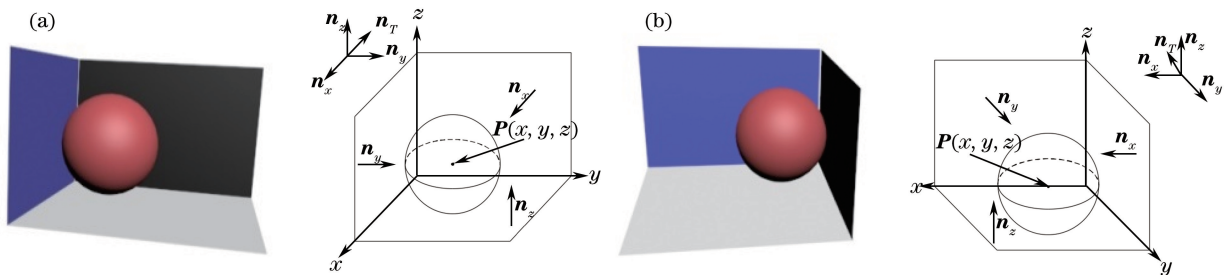 (a)
n_z
n_T
n_y
n_x
z
n_x
P(x, y, z)
n_y
n_z
y
x
(b)
z
n_T
n_z
n_x
n_y
n_y
P(x, y, z)
n_x
x
n_z
y